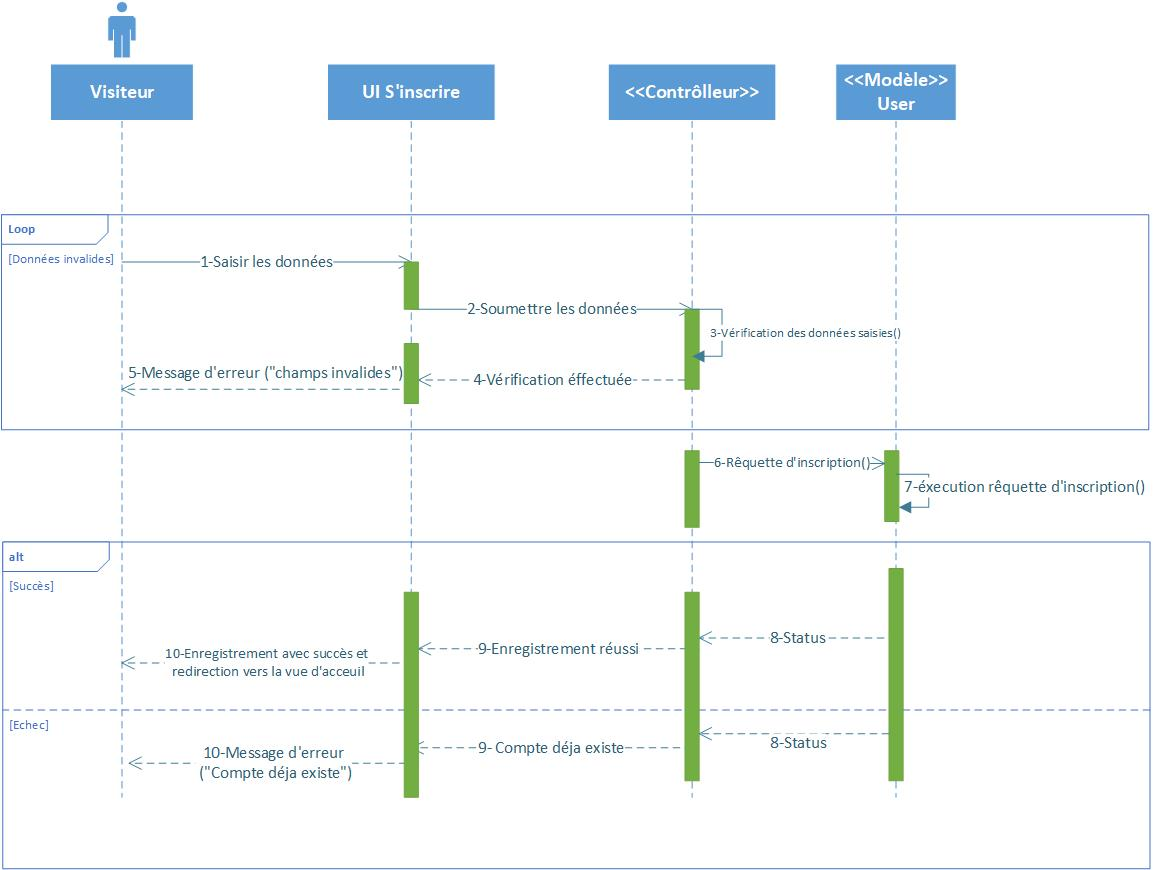 Visiteur
UI S'inscrire
<<Contrôlleur>>
<<Modèle>>
User
Loop
[Données invalides]
1-Saisir les données
2-Soumettre les données
3-Vérification des données saisies()
5-Message d'erreur ("champs invalides")
4-Vérification éffectuée
6-Rêquette d'inscription()
7-éxecution rêquette d'inscription()
alt
[Succès]
8-Status
9-Enregistrement réussi
10-Enregistrement avec succès et
redirection vers la vue d'acceuil
[Echec]
8-Status
9- Compte déja existe
10-Message d'erreur
("Compte déja existe")